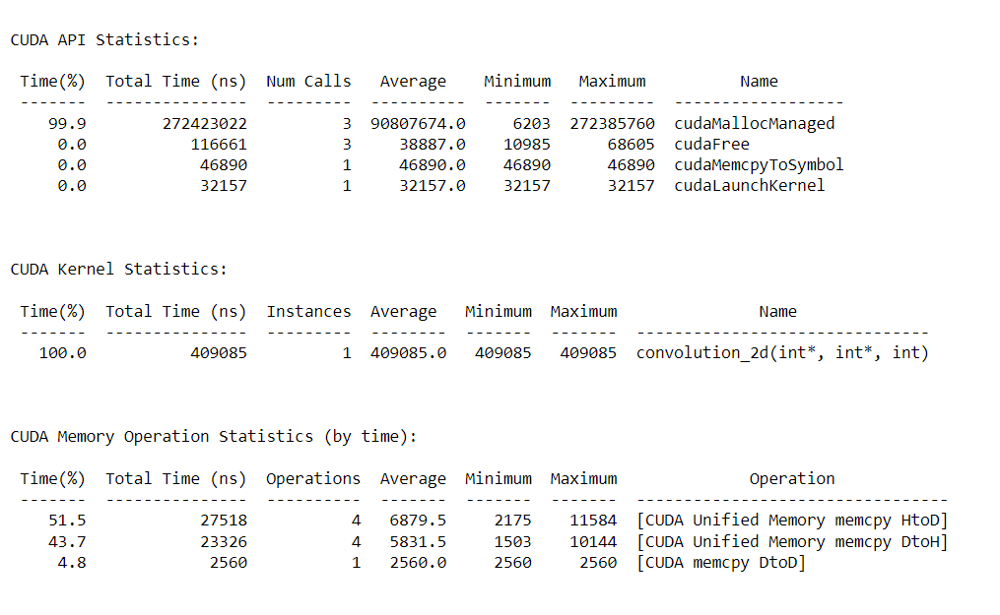 CUDA API Statistics:
Time(%) Total Time (ns) Num Calls Average Minimum Maximum Name
------- --------------- --------- ---------- ------- --------- ------------------
99.9 272423022 3 90807674.0 6203 272385760 cudaMallocManaged
0.0 116661 3 38887.0 10985 68605 cudaFree
0.0 46890 1 46890.0 46890 46890 cudaMemcpyToSymbol
0.0 32157 1 32157.0 32157 32157 cudaLaunchKernel
CUDA Kernel Statistics:
Time(%) Total Time (ns) Instances Average Minimum Maximum Name
------- --------------- --------- -------- ------- ------- -------------------------------
100.0 409085 1 409085.0 409085 409085 convolution_2d(int*, int*, int)
CUDA Memory Operation Statistics (by time):
Time(%) Total Time (ns) Operations Average Minimum Maximum Operation
------- --------------- ---------- ------- ------- ------- ---------------------------------
51.5 27518 4 6879.5 2175 11584 [CUDA Unified Memory memcpy HtoD]
43.7 23326 4 5831.5 1503 10144 [CUDA Unified Memory memcpy DtoH]
4.8 2560 1 2560.0 2560 2560 [CUDA memcpy DtoD]